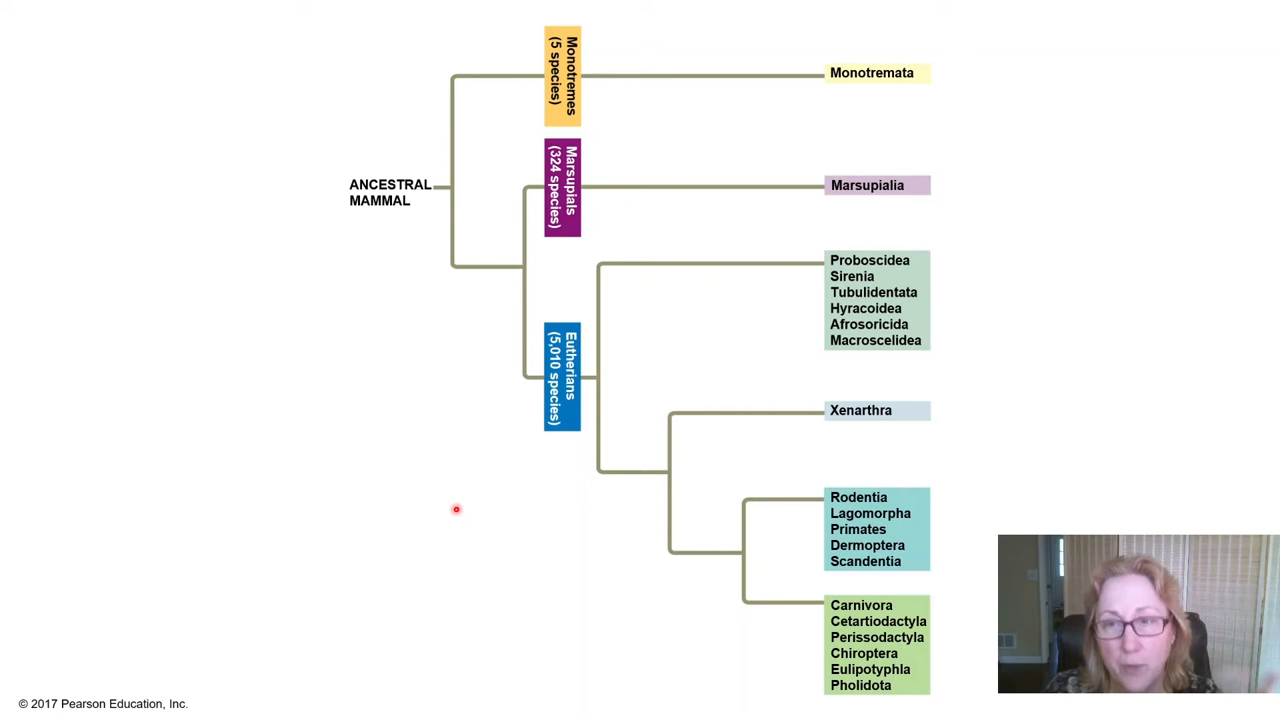 Monotremes
(5 species)
Monotremata
Marsupials
(324 species)
Marsupialia
ANCESTRAL
MAMMAL
Eutherians
(5,010 species)
Proboscidea
Sirenia
Tubulidentata
Hyracoidea
Afrosoricida
Macroscelidea
Xenarthra
Rodentia
Lagomorpha
Primates
Dermoptera
Scandentia
Carnivora
Cetartiodactyla
Perissodactyla
Chiroptera
Eulipotyphla
Pholidota
© 2017 Pearson Education, Inc.